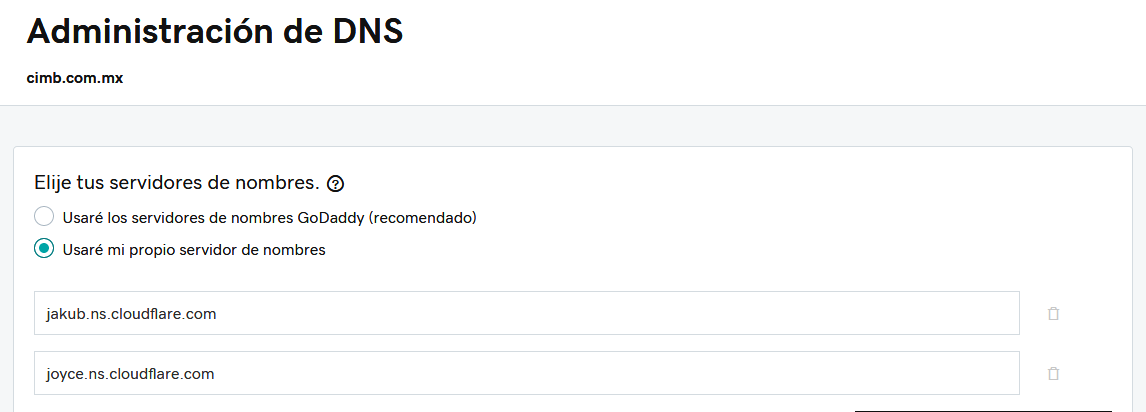 Administración de DNS
cimb.com.mx
Elije tus servidores de nombres. ?
Usaré los servidores de nombres GoDaddy (recomendado)
Usaré mi propio servidor de nombres
jakub.ns.cloudflare.com
joyce.ns.cloudflare.com